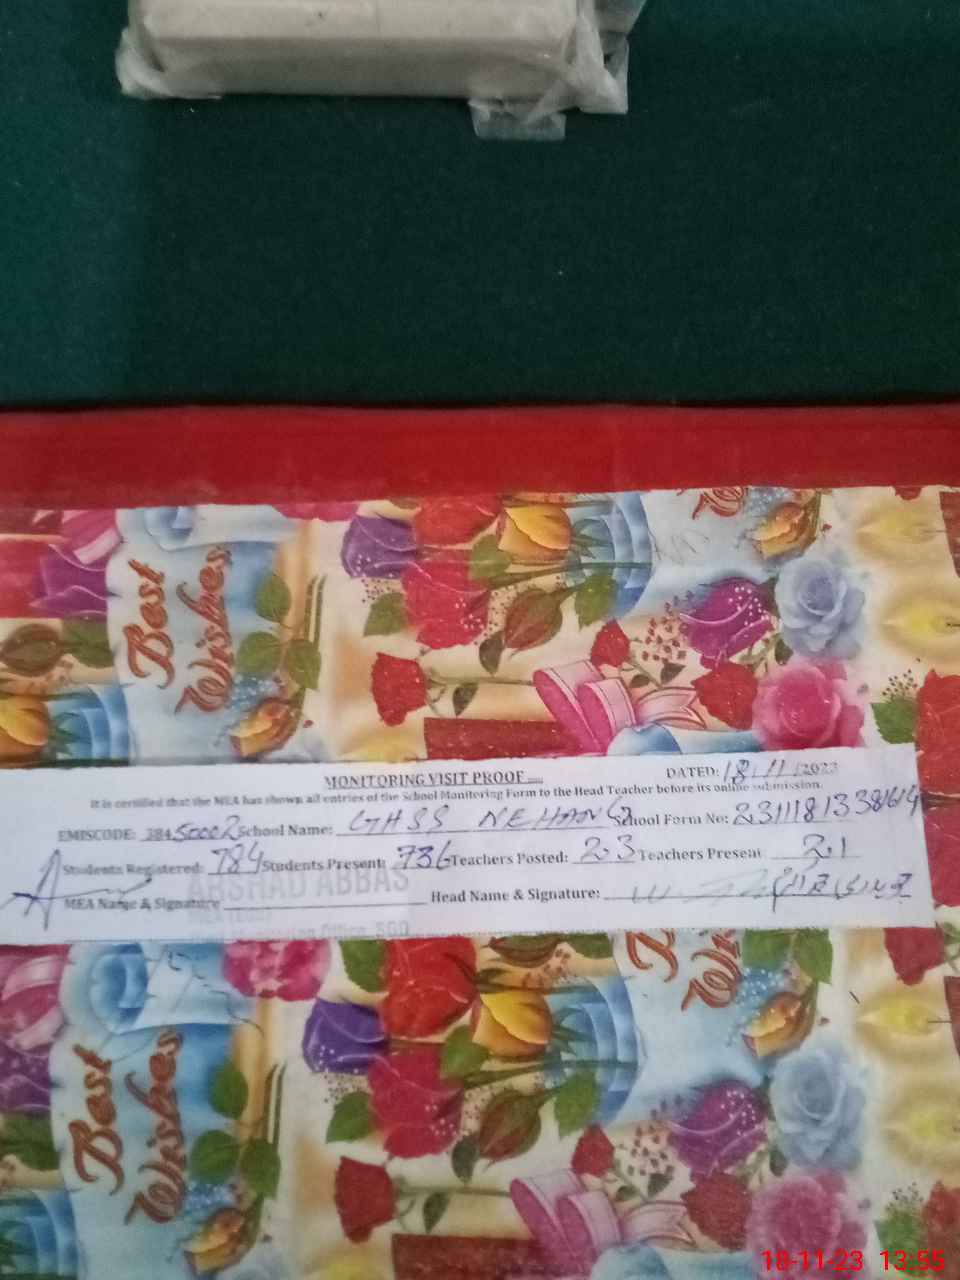 Best
Wishes
MONITORING VISIT PROOF
DATED: 18/11/2023
It is certified that the MEA has shown all entries of the School Monitoring Form to the Head Teacher before its online submission.
EMISCODE: 38450002 School Name: GHSS NEHANG School Form No:
Students Registered: 784 Students Present: 736 Teachers Posted: 23 Teachers Present 21
ARSHAD ABBAS
MEA Name & Signature Head Name & Signature:
Best
Wishes
18-11-23 13:55